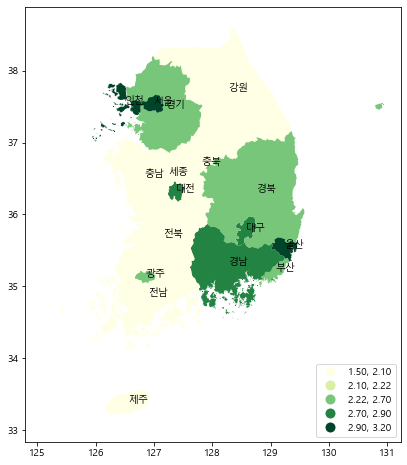 38
37
36
35
34
33
강원
인천 서울
경기
충북
세종
충남
대전
경북
대구
전북
울산
경남
부산
광주
전남
제주
1.50, 2.10
2.10, 2.22
2.22, 2.70
2.70, 2.90
2.90, 3.20
125 126 127 128 129 130 131